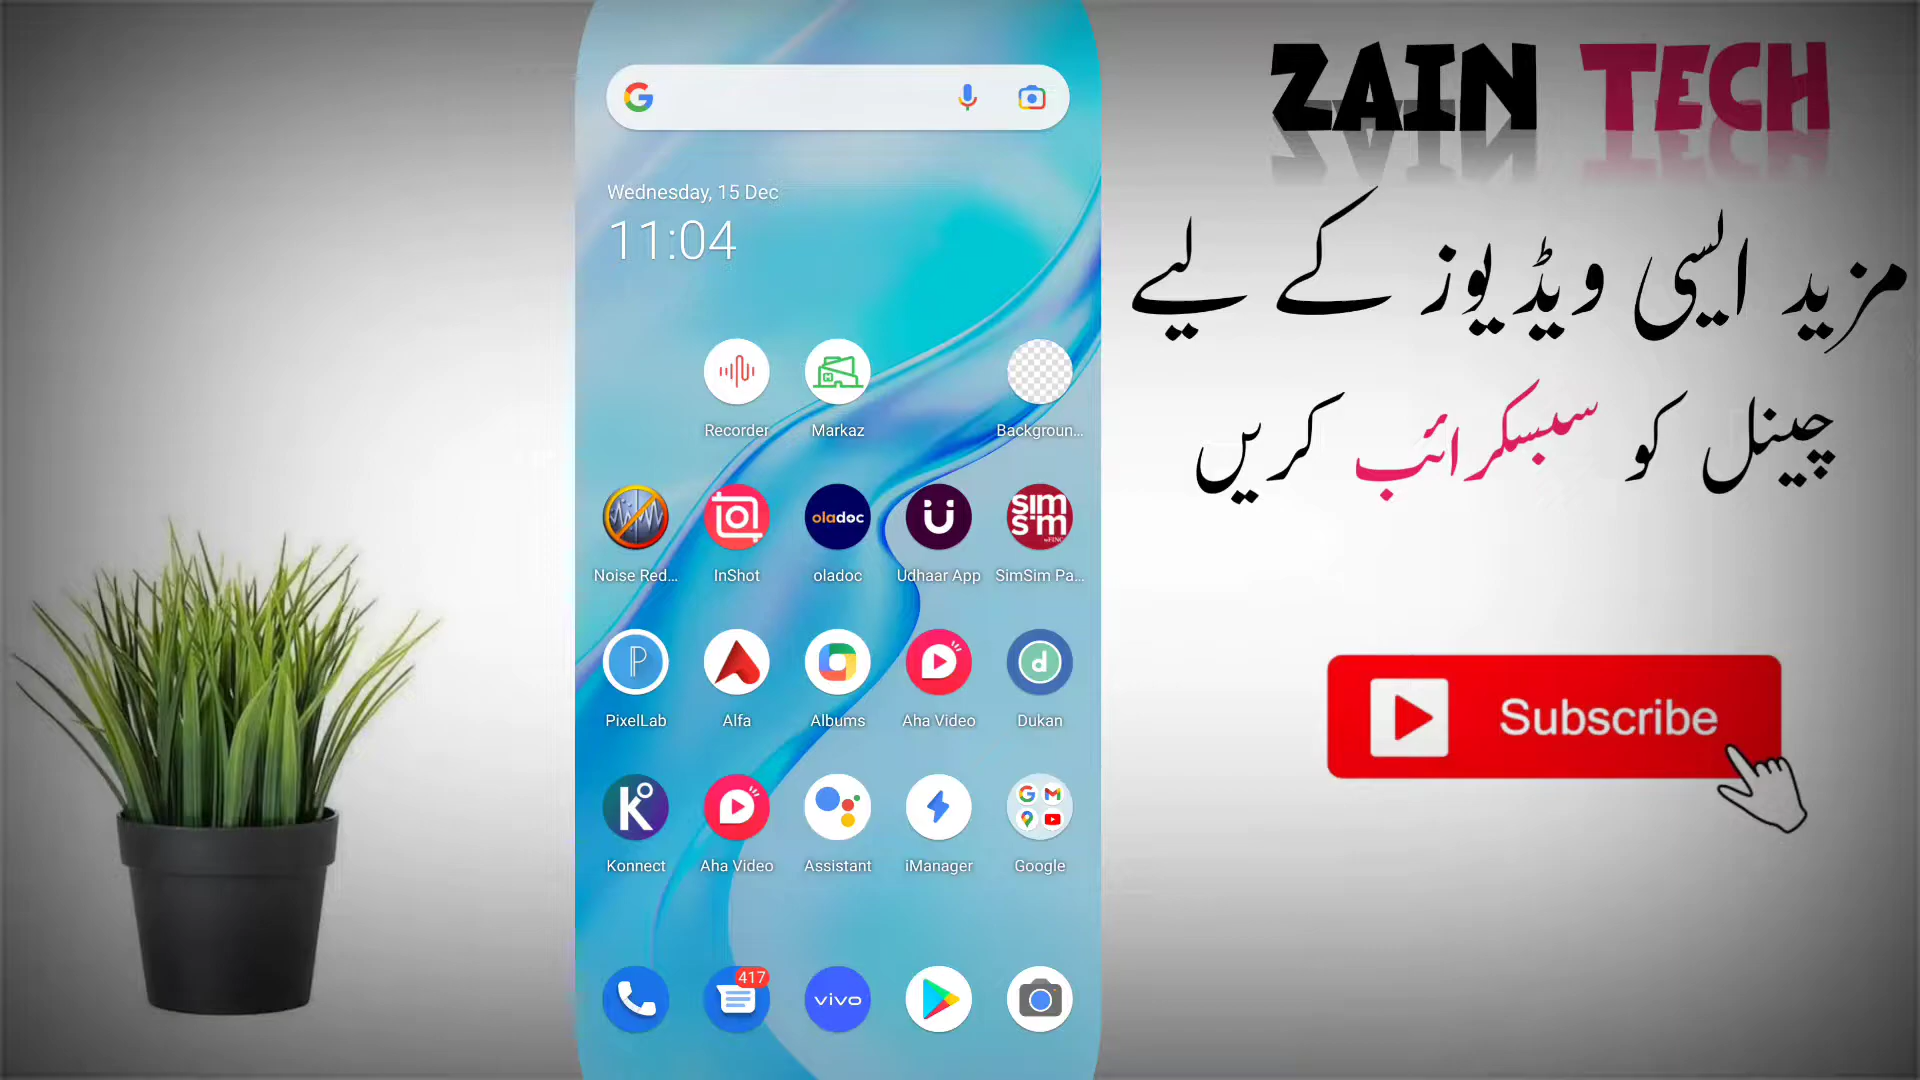 Wednesday, 15 Dec
11:04
Recorder
Markaz
Backgroun...
oladoc
SIM SIM
Noise Red...
InShot
oladoc
Udhaar App
SimSim Pa...
PixelLab
Alfa
Albums
Aha Video
Dukan
Konnect
Aha Video
Assistant
iManager
Google
417
vivo
ZAIN TECH
مزید ایسی ویڈیوز کے لیے
چینل کو سبسکرائب کریں
Subscribe